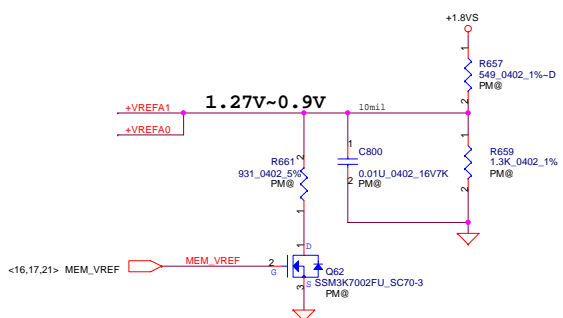 +1.8VS
1
R657
549_0402_1%~D
PM@
2
+VREFA1
1.27V~0.9V
10mil
+VREFA0
2
R661
931_0402_5%
PM@
1
1
C800
0.01U_0402_16V7K
2
PM@
1
R659
1.3K_0402_1%
PM@
2
1
D
<16,17,21> MEM_VREF
MEM_VREF
2
G
Q62
S
SSM3K7002FU_SC70-3
3
PM@